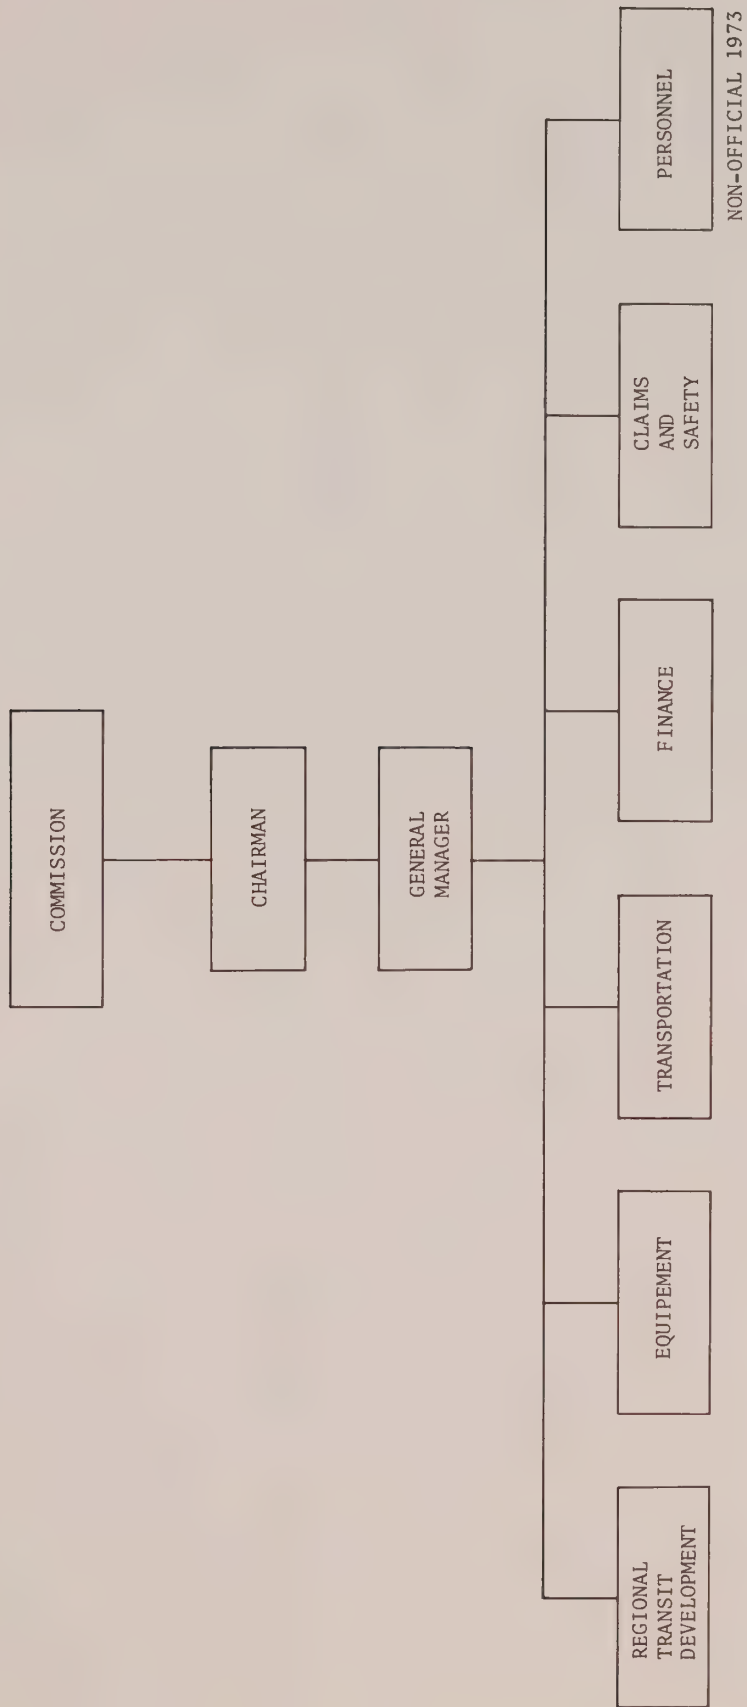 COMMISSION
CHAIRMAN
GENERAL
MANAGER
REGIONAL
TRANSIT
DEVELOPMENT
EQUIPEMENT
TRANSPORTATION
FINANCE
CLAIMS
AND
SAFETY
PERSONNEL
NON-OFFICIAL 1973